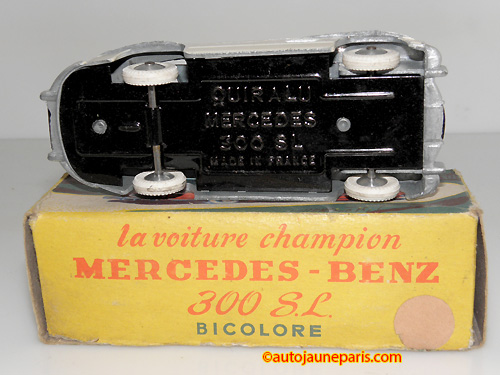 QUIRALU
MERCEDES
300 SL
MADE IN FRANCE
la voiture champion
MERCEDES-BENZ
300 S.L.
BICOLORE
©autojauneparis.com